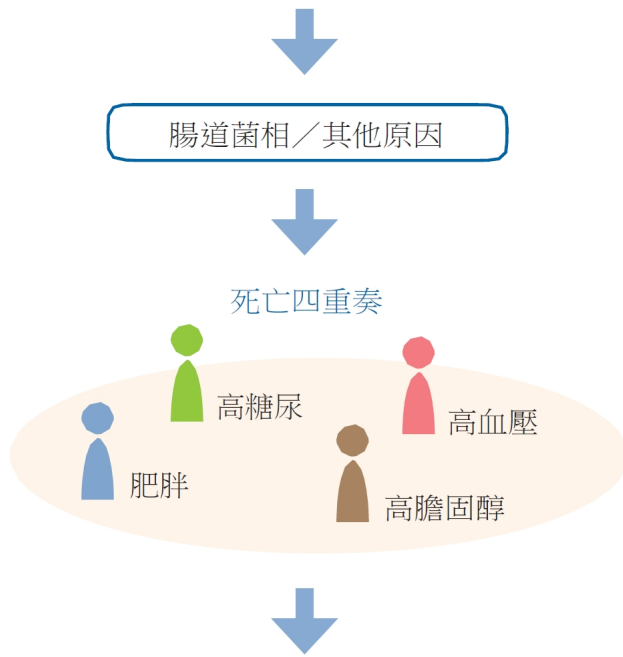 腸道菌相／其他原因
死亡四重奏
高糖尿
高血壓
肥胖
高膽固醇